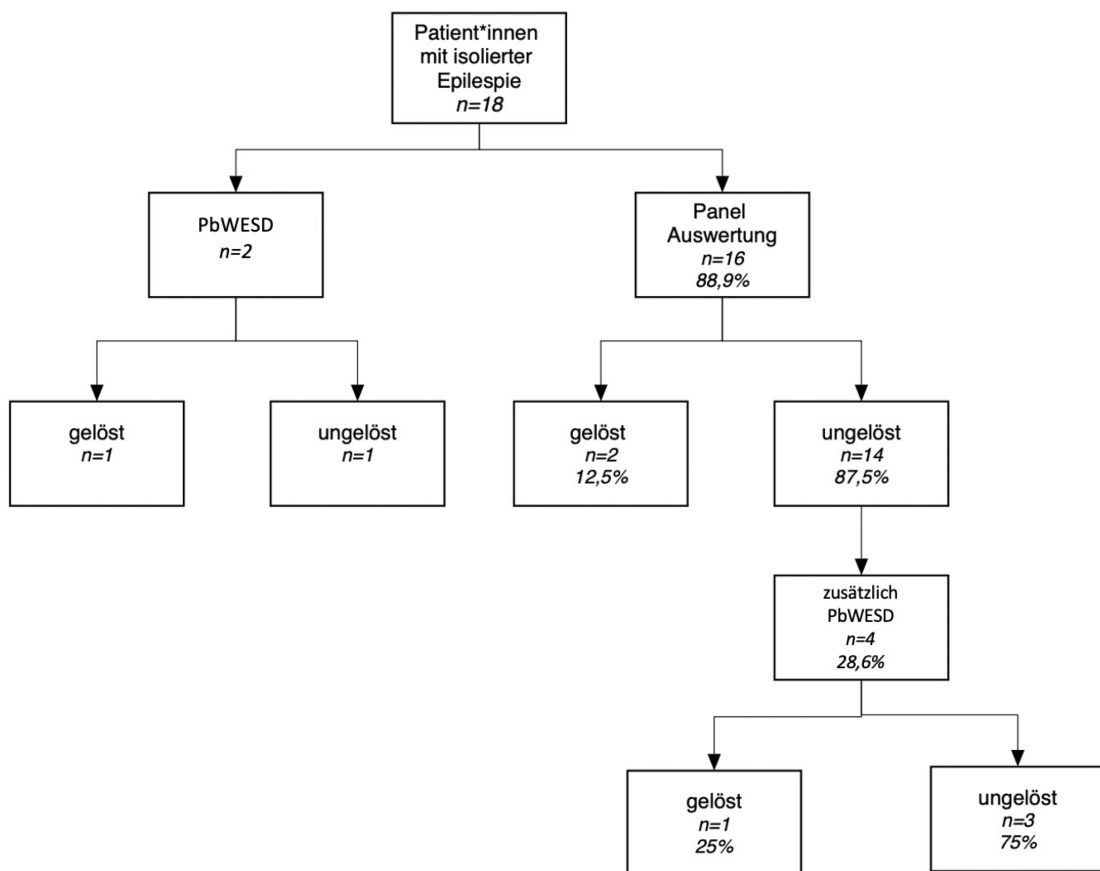 Patient*innen
mit isolierter
Epilespie
n=18
PbWESD
n=2
Panel
Auswertung
n=16
88,9%
gelöst
n=1
ungelöst
n=1
gelöst
n=2
12,5%
ungelöst
n=14
87,5%
zusätzlich
PbWESD
n=4
28,6%
gelöst
n=1
25%
ungelöst
n=3
75%